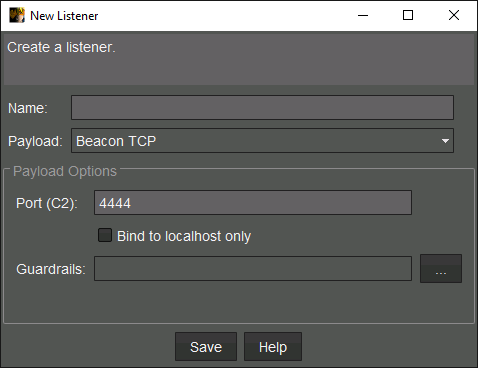 New Listener
Create a listener.
Name:
Payload: Beacon TCP
Payload Options
Port (C2): 4444
Bind to localhost only
Guardrails: ...
Save Help